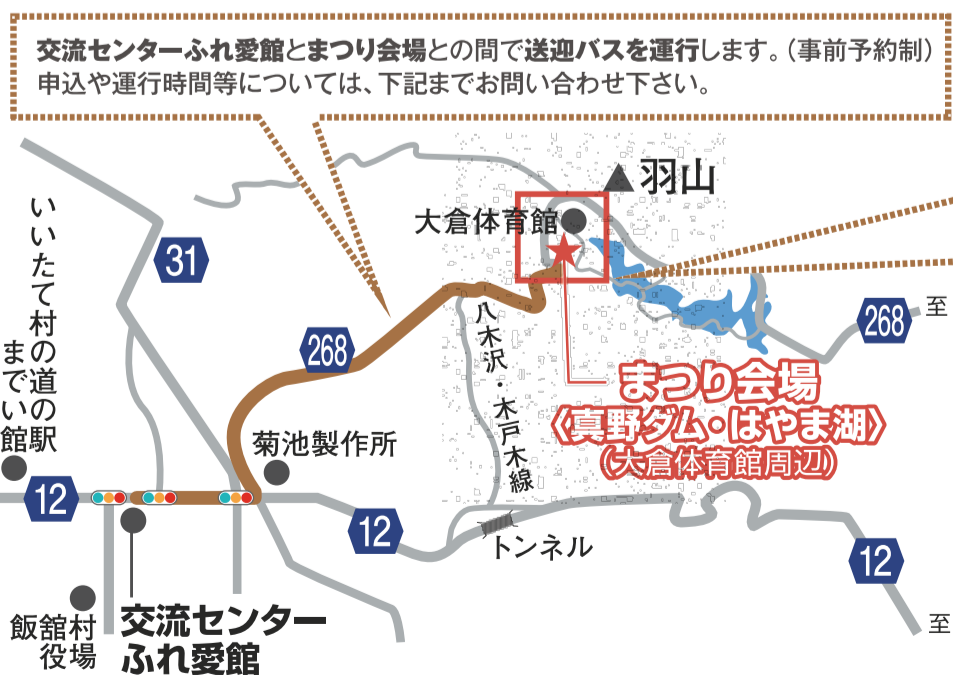 交流センターふれ愛館とまつり会場との間で送迎バスを運行します。（事前予約制）
申込や運行時間等については、下記までお問い合わせ下さい。
羽山
大倉体育館
31
いいたて村の道の駅
までい館
268
268
至
八木沢・木戸木線
まつり会場
〈真野ダム・はやま湖〉
（大倉体育館周辺）
菊池製作所
12
12
トンネル
12
飯舘村
役場
交流センター
ふれ愛館
至